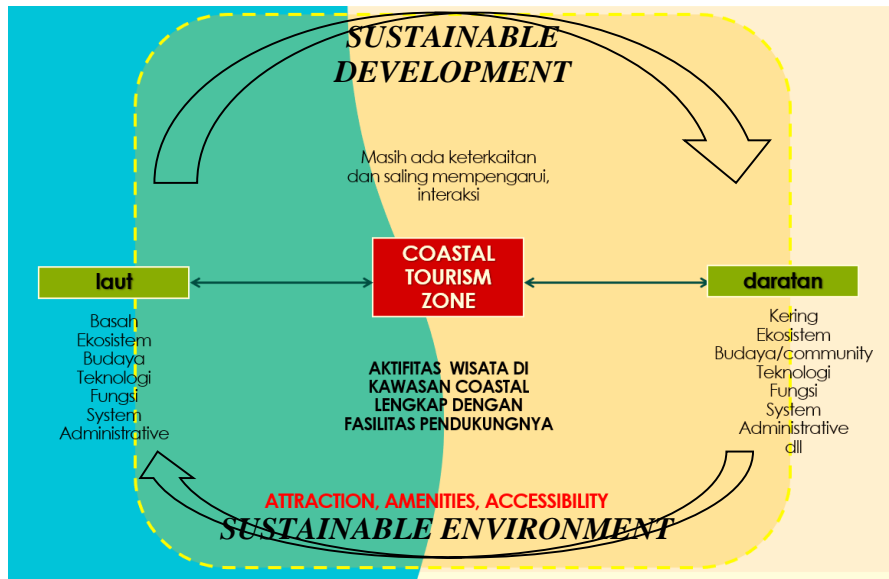 SUSTAINABLE
DEVELOPMENT
Masih ada keterkaitan
dan saling mempengarui,
interaksi
COASTAL
TOURISM
ZONE
laut
Basah
Ekosistem
Budaya
Teknologi
Fungsi
System
Administrative
daratan
Kering
Ekosistem
Budaya/community
Teknologi
Fungsi
System
Administrative
dll
AKTIFITAS WISATA DI
KAWASAN COASTAL
LENGKAP DENGAN
FASILITAS PENDUKUNGNYA
ATTRACTION, AMENITIES, ACCESSIBILITY
SUSTAINABLE ENVIRONMENT